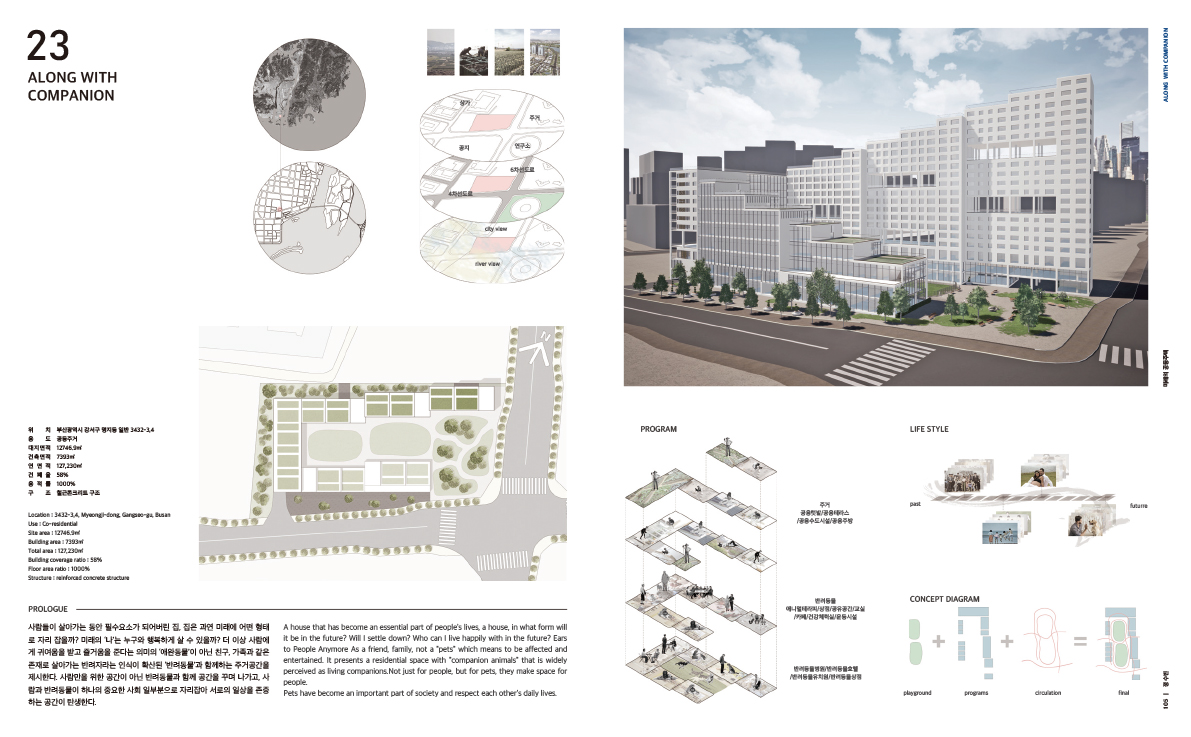 23
ALONG WITH
COMPANION
상가
주거
공지
연구소
8차선도로
4차선도로
city view
river view
위 치 부산광역시 강서구 명지동 일반 3432-3,4
용 도 공용주거
대지면적 12746.9㎡
건축면적 7393㎡
연 면 적 127,230㎡
건 폐 율 58%
용 적 률 1000%
구 조 철근콘크리트 구조
Location : 3432-3,4, Myeongji-dong, Gangseo-gu, Busan
Use : Co-residential
Site area : 12746.9㎡
Building area : 7393㎡
Total area : 127,230㎡
Building coverage ratio : 58%
Floor area ratio : 1000%
Structure : reinforced concrete structure
PROLOGUE
사람들이 살아가는 동안 필수요소가 되어버린 집, 집은 과연 미래에 어떤 형태
로 자리 잡을까? 미래의 '나'는 누구와 행복하게 살 수 있을까? 더 이상 사람에
게 귀여움을 받고 즐거움을 준다는 의미의 '애완동물'이 아닌 친구, 가족과 같은
존재로 살아가는 반려자라는 인식이 확산된 '반려동물'과 함께하는 주거공간을
제시한다. 사람만을 위한 공간이 아닌 반려동물과 함께 공간을 꾸며 나가고, 사
람과 반려동물이 하나의 중요한 사회 일부분으로 자리잡아 서로의 일상을 존중
하는 공간이 탄생한다.
A house that has become an essential part of people's lives, a house, in what form will
it be in the future? Will I settle down? Who can I live happily with in the future? Ears
to People Anymore As a friend, family, not a "pets" which means to be affected and
entertained. It presents a residential space with "companion animals" that is widely
perceived as living companions.Not just for people, but for pets, they make space for
people.
Pets have become an important part of society and respect each other's daily lives.
ALONG WITH COMPANION
미래의 공동주택
PROGRAM
주거
공용텃밭/공용테라스
/공용수도시설/공용주방
반려동물
애니멀테라피/상점/공유공간/교실
/카페/건강체력실/운동시설
반려동물병원/반려동물호텔
/반려동물유치원/반려동물상점
LIFE STYLE
past
future
CONCEPT DIAGRAM
playground
programs
circulation
final
105 |